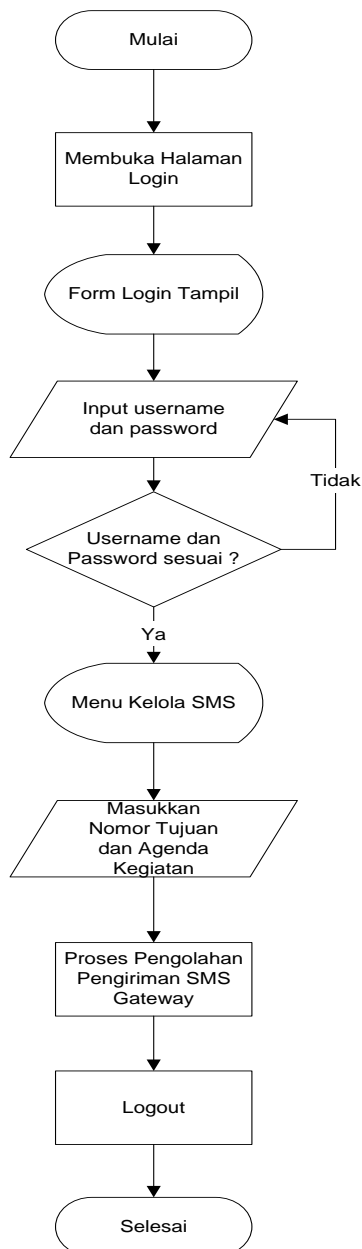 Mulai
Membuka Halaman
Login
Form Login Tampil
Input username
dan password
Tidak
Username dan
Password sesuai ?
Ya
Menu Kelola SMS
Masukkan
Nomor Tujuan
dan Agenda
Kegiatan
Proses Pengolahan
Pengiriman SMS
Gateway
Logout
Selesai